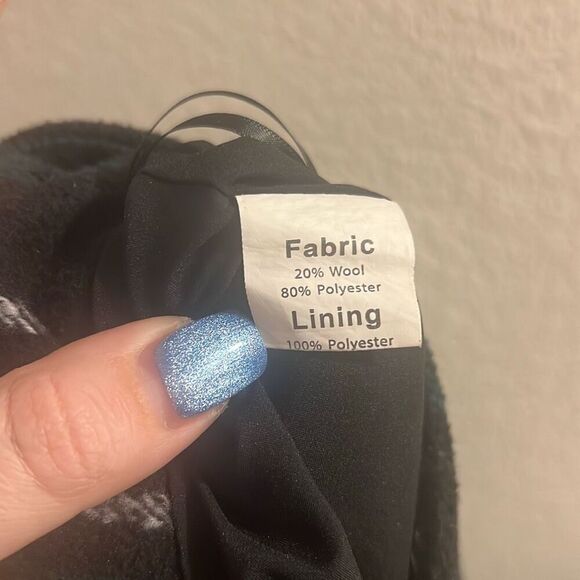 Fabric
20% Wool
80% Polyester
Lining
100% Polyester